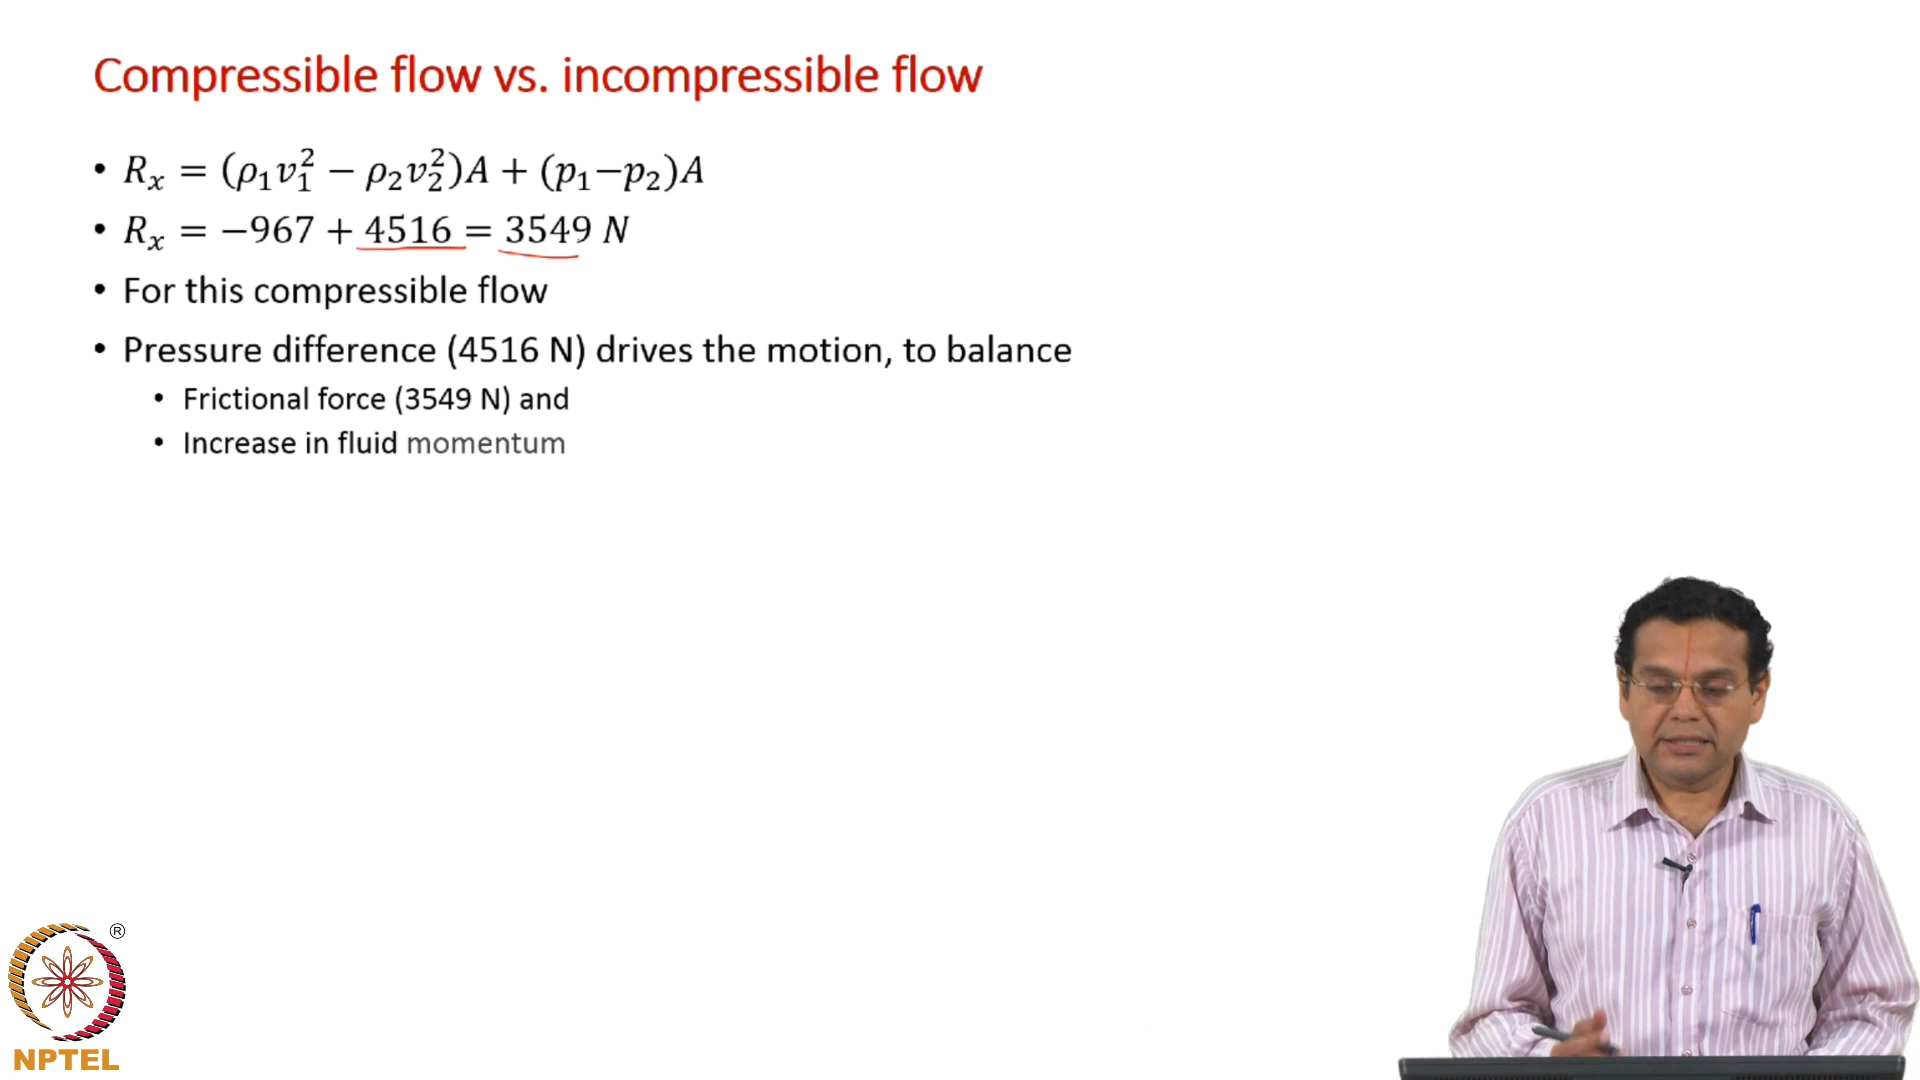 Compressible flow vs. incompressible flow
• Rₓ = (ρ₁v₁² − ρ₂v₂²)A + (p₁−p₂)A
• Rₓ = −967 + 4516 = 3549 N
• For this compressible flow
• Pressure difference (4516 N) drives the motion, to balance
• Frictional force (3549 N) and
• Increase in fluid momentum
®
NPTEL